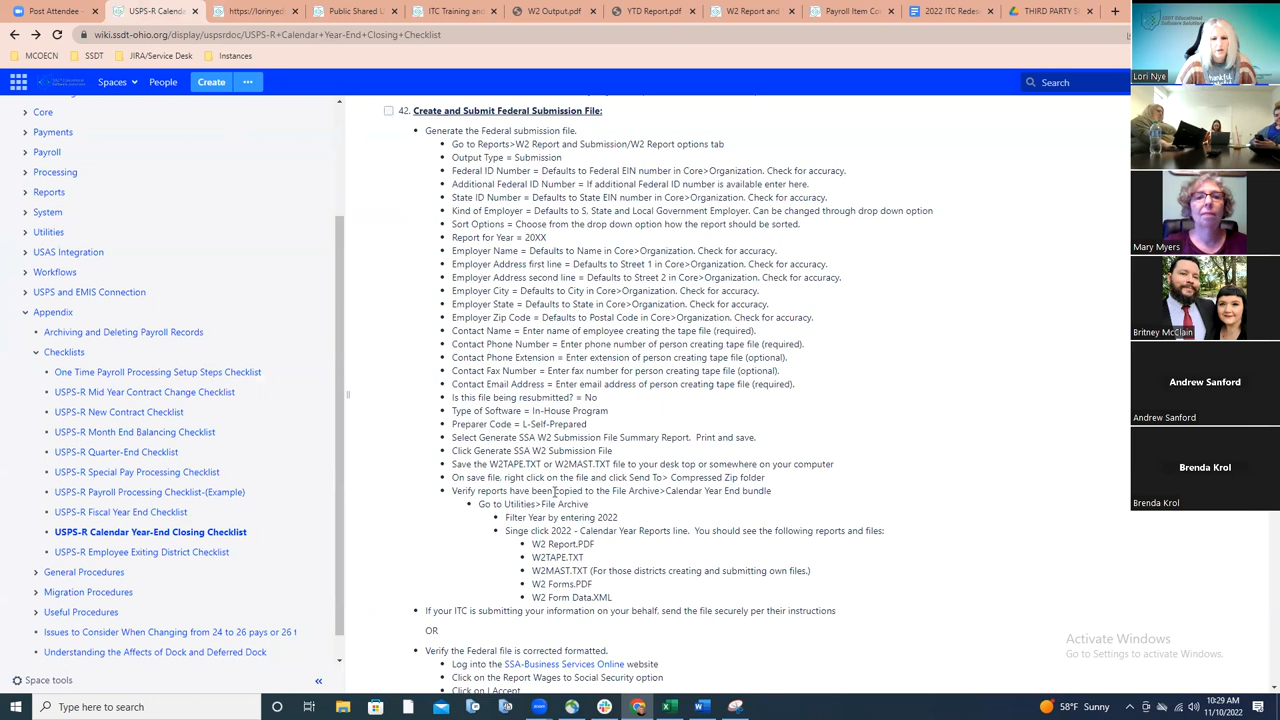 W2 Report and
USPS-R Calendar Year-
https://loriyned
Public Shared L
ITC Training and
W2 Output.pdf
YTD Report.pdf
W2 Report and
Payroll Item Co
2022 ITC Redes
THIRD PARTY S
wiki.ssdt-ohio.org/display/uspsrdoc/USPS-R+Calendar+Year-End+Closing+Checklist
MCOECN
SSDT
JIRA/Service Desk
Instances
Spaces
People
Create
Search
Core
Payments
Payroll
Processing
Reports
System
Utilities
USAS Integration
Workflows
USPS and EMIS Connection
Appendix
Archiving and Deleting Payroll Records
Checklists
One Time Payroll Processing Setup Steps Checklist
USPS-R Mid Year Contract Change Checklist
USPS-R New Contract Checklist
USPS-R Month End Balancing Checklist
USPS-R Quarter-End Checklist
USPS-R Special Pay Processing Checklist
USPS-R Payroll Processing Checklist-(Example)
USPS-R Fiscal Year End Checklist
USPS-R Calendar Year-End Closing Checklist
USPS-R Employee Exiting District Checklist
General Procedures
Migration Procedures
Useful Procedures
Issues to Consider When Changing from 24 to 26 pays or 26 t
Understanding the Affects of Dock and Deferred Dock
Space tools
42. Create and Submit Federal Submission File:
Generate the Federal submission file.
Go to Reports>W2 Report and Submission/W2 Report options tab
Output Type = Submission
Federal ID Number = Defaults to Federal EIN number in Core>Organization. Check for accuracy.
Additional Federal ID Number = If additional Federal ID number is available enter here.
State ID Number = Defaults to State EIN number in Core>Organization. Check for accuracy.
Kind of Employer = Defaults to S, State and Local Government Employer. Can be changed through drop down option
Sort Options = Choose from the drop down option how the report should be sorted.
Report for Year = 20XX
Employer Name = Defaults to Name in Core>Organization. Check for accuracy.
Employer Address first line = Defaults to Street 1 in Core>Organization. Check for accuracy.
Employer Address second line = Defaults to Street 2 in Core>Organization. Check for accuracy.
Employer City = Defaults to City in Core>Organization. Check for accuracy.
Employer State = Defaults to State in Core>Organization. Check for accuracy.
Employer Zip Code = Defaults to Postal Code in Core>Organization. Check for accuracy.
Contact Name = Enter name of employee creating the tape file (required).
Contact Phone Number = Enter phone number of person creating tape file (required).
Contact Phone Extension = Enter extension of person creating tape file (optional).
Contact Fax Number = Enter fax number for person creating tape file (optional).
Contact Email Address = Enter email address of person creating tape file (required).
Is this file being resubmitted? = No
Type of Software = In-House Program
Preparer Code = L-Self-Prepared
Select Generate SSA W2 Submission File Summary Report. Print and save.
Click Generate SSA W2 Submission File
Save the W2TAPE.TXT or W2MAST.TXT file to your desk top or somewhere on your computer
On save file, right click on the file and click Send To> Compressed Zip folder
Verify reports have been copied to the File Archive>Calendar Year End bundle
Go to Utilities>File Archive
Filter Year by entering 2022
Singe click 2022 - Calendar Year Reports line. You should see the following reports and files:
W2 Report.PDF
W2TAPE.TXT
W2MAST.TXT (For those districts creating and submitting own files.)
W2 Forms.PDF
W2 Form Data.XML
If your ITC is submitting your information on your behalf, send the file securely per their instructions
OR
Verify the Federal file is corrected formatted.
Log into the SSA-Business Services Online website
Click on the Report Wages to Social Security option
Click on I Accept
Lori Nye
Mary Myers
Britney McClain
Andrew Sanford
Andrew Sanford
Brenda Krol
Brenda Krol
Activate Windows
Go to Settings to activate Windows.
Type here to search
58°F Sunny
10:29 AM
11/10/2022